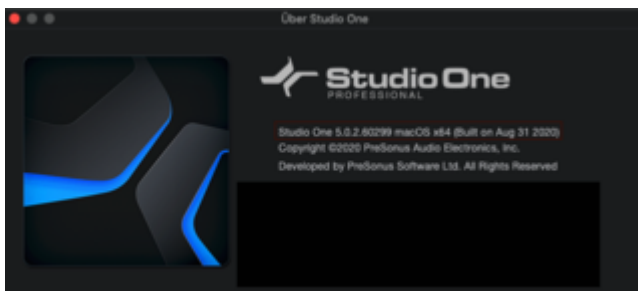 Über Studio One
Studio One
PROFESSIONAL
Studio One 5.0.2.60299 macOS x64 (Built on Aug 31 2020)
Copyright ©2020 PreSonus Audio Electronics, Inc.
Developed by PreSonus Software Ltd. All Rights Reserved